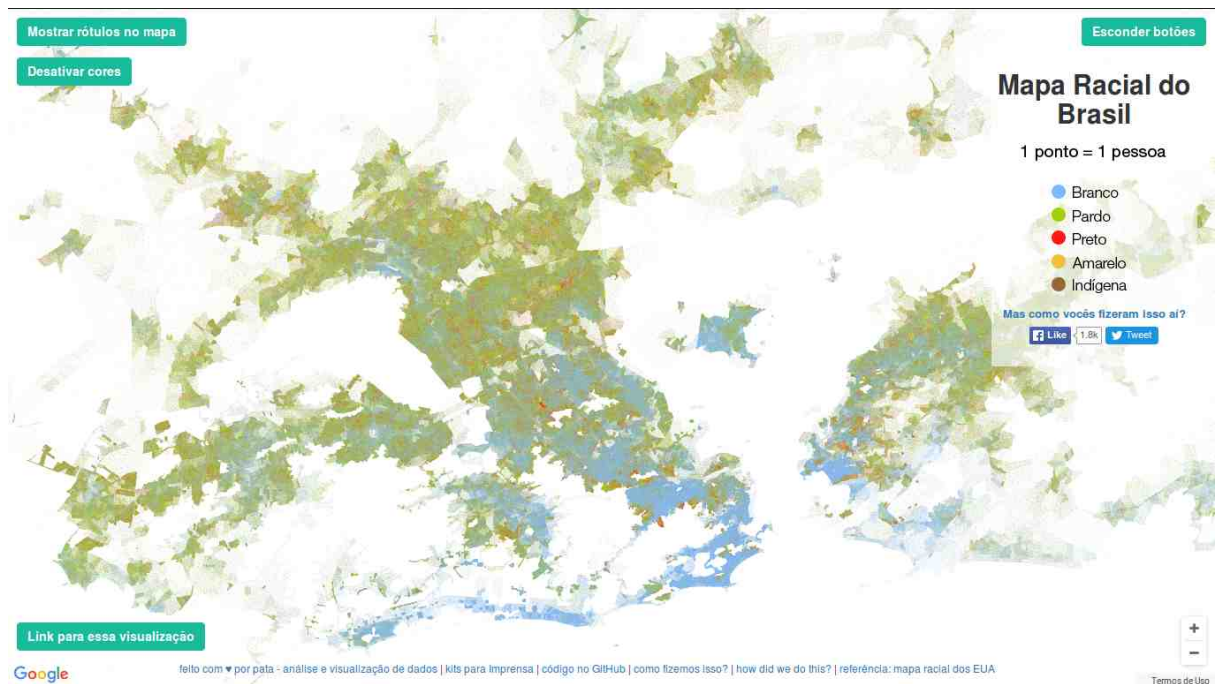 Mostrar rótulos no mapa
Esconder botões
Desativar cores
Mapa Racial do
Brasil
1 ponto = 1 pessoa
Branco
Pardo
Preto
Amarelo
Indígena
Mas como vocês fizeram isso aí?
Like 1.8k Tweet
Link para essa visualização
+
−
Google
feito com ♥ por pata - análise e visualização de dados | kits para imprensa | código no GitHub | como fizemos isso? | how did we do this? | referência: mapa racial dos EUA
Termos de Uso